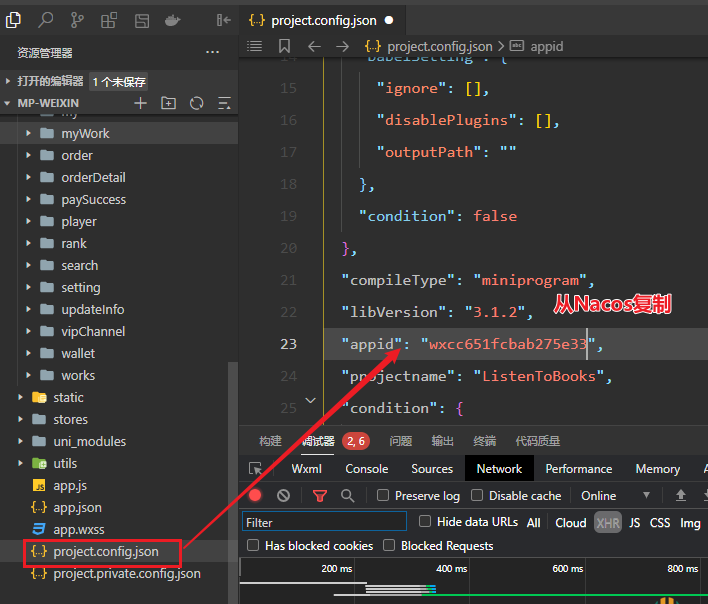 project.config.json
资源管理器
project.config.json > appid
打开的编辑器 1 个未保存
MP-WEIXIN
myWork
order
orderDetail
paySuccess
player
rank
search
setting
updateInfo
vipChannel
wallet
works
static
stores
uni_modules
utils
app.js
app.json
app.wxss
project.config.json
project.private.config.json
14 "babelSetting": {
15 "ignore": [],
16 "disablePlugins": [],
17 "outputPath": ""
18 },
19 "condition": false
20 },
21 "compileType": "miniprogram",
22 "libVersion": "3.1.2",
从Nacos复制
23 "appid": "wxcc651fcbab275e33",
24 "projectname": "ListenToBooks",
25 "condition": {
构建 调试器 2, 6 问题 输出 终端 代码质量
Wxml Console Sources Network Performance Memory
Preserve log Disable cache Online
Filter Hide data URLs All Cloud XHR JS CSS Img
Has blocked cookies Blocked Requests
200 ms 400 ms 600 ms 800 ms